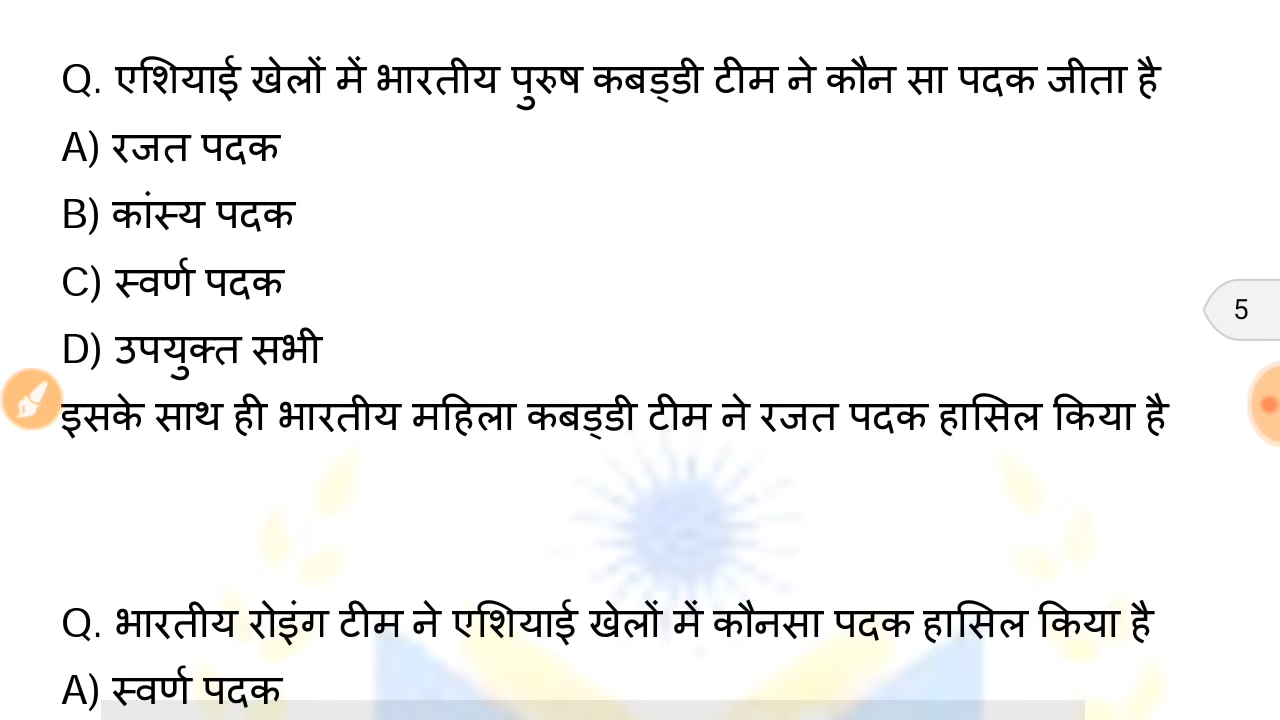 Q. एशियाई खेलों में भारतीय पुरुष कबड्डी टीम ने कौन सा पदक जीता है
A) रजत पदक
B) कांस्य पदक
C) स्वर्ण पदक
D) उपयुक्त सभी
इसके साथ ही भारतीय महिला कबड्डी टीम ने रजत पदक हासिल किया है
5
Q. भारतीय रोइंग टीम ने एशियाई खेलों में कौनसा पदक हासिल किया है
A) स्वर्ण पदक